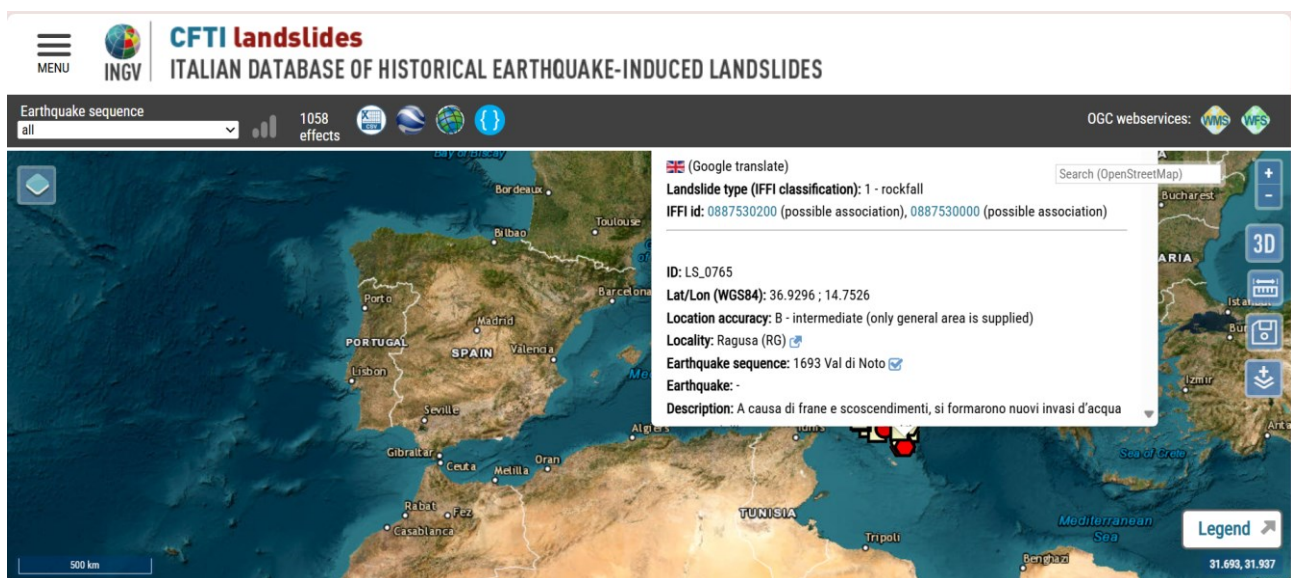 MENU
INGV
CFTI landslides
ITALIAN DATABASE OF HISTORICAL EARTHQUAKE-INDUCED LANDSLIDES
Earthquake sequence
all
1058
effects
CSV
{ }
OGC webservices:
WMS
WFS
Bay of Biscay
Bordeaux
Toulouse
Bilbao
Barcelona
Porto
Madrid
PORTUGAL
SPAIN
Valencia
Lisbon
Seville
Algiers
Tunis
Gibraltar
Ceuta
Melilla
Oran
Rabat
Fez
Casablanca
TUNISIA
Tripoli
Benghazi
Mediterranean
Sea
Sea of Crete
Izmir
Bucharest
(Google translate)
Landslide type (IFFI classification): 1 - rockfall
IFFI id: 0887530200 (possible association), 0887530000 (possible association)
ID: LS_0765
Lat/Lon (WGS84): 36.9296 ; 14.7526
Location accuracy: B - intermediate (only general area is supplied)
Locality: Ragusa (RG)
Earthquake sequence: 1693 Val di Noto
Earthquake: -
Description: A causa di frane e scoscendimenti, si formarono nuovi invasi d'acqua
Search (OpenStreetMap)
+
-
3D
Legend
500 km
31.693, 31.937